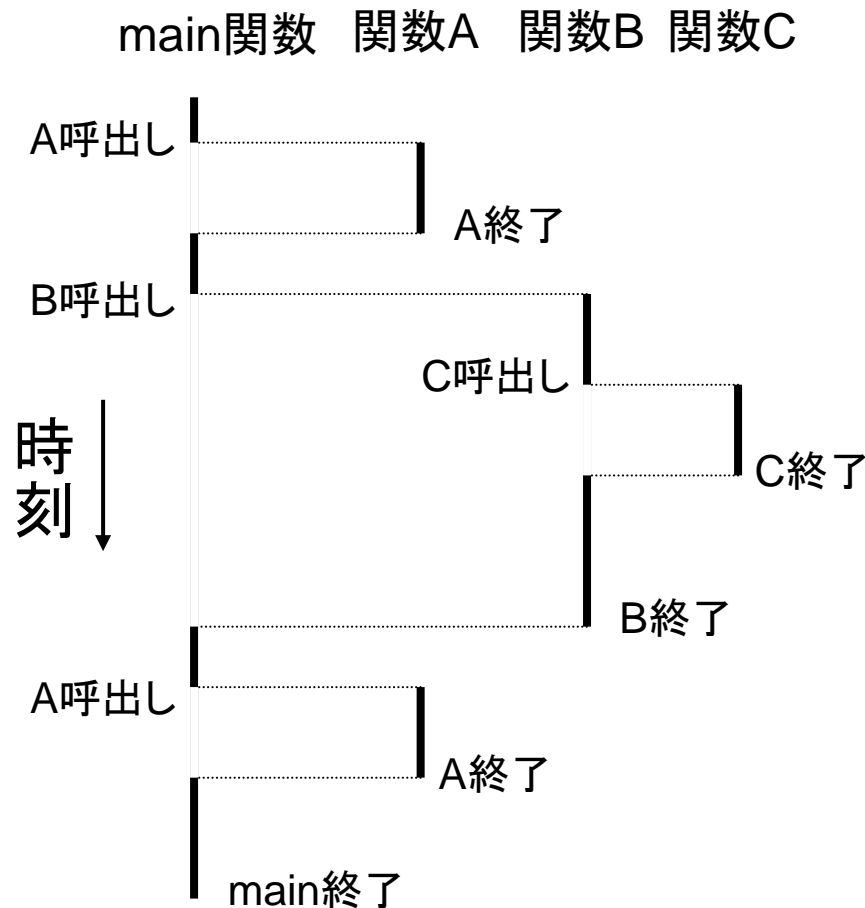 main関数 関数A 関数B 関数C
A呼出し
A終了
B呼出し
C呼出し
時刻
C終了
B終了
A呼出し
A終了
main終了